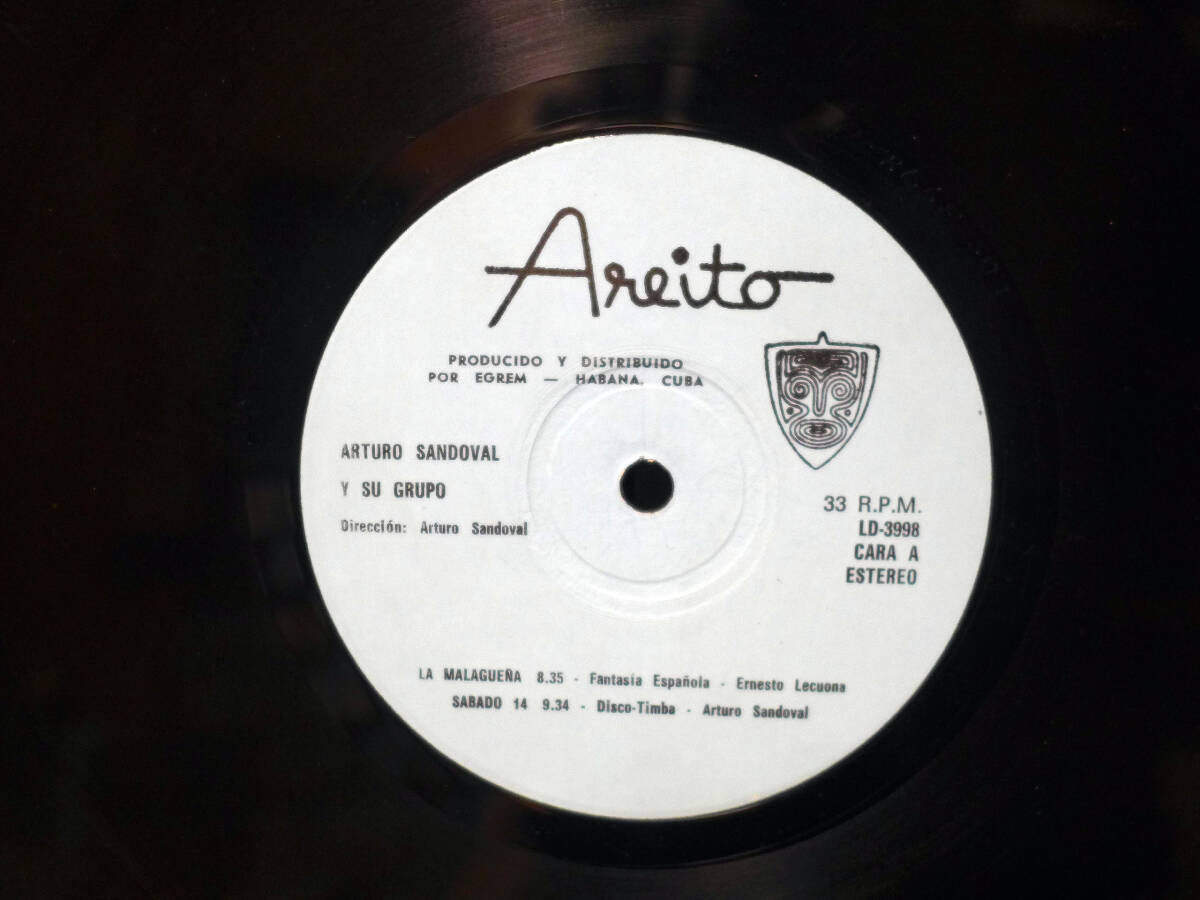 Areito
PRODUCIDO Y DISTRIBUIDO
POR EGREM — HABANA, CUBA
ARTURO SANDOVAL
Y SU GRUPO
Dirección: Arturo Sandoval
33 R.P.M.
LD-3998
CARA A
ESTEREO
LA MALAGUEÑA 8.35 - Fantasía Española - Ernesto Lecuona
SABADO 14 9.34 - Disco-Timba - Arturo Sandoval